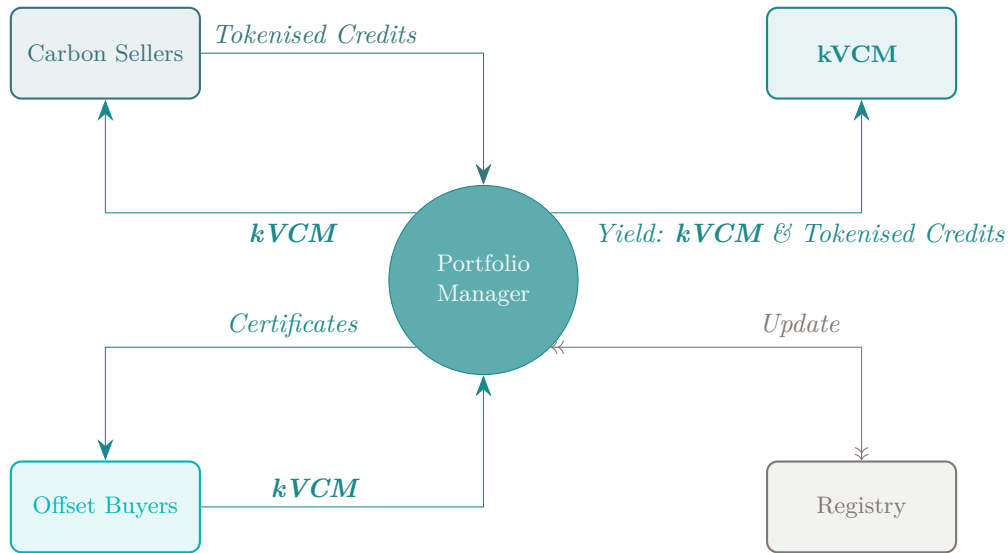 Tokenised Credits
Carbon Sellers
kVCM
kVCM
Yield: kVCM & Tokenised Credits
Portfolio
Manager
Certificates
Update
kVCM
Offset Buyers
Registry